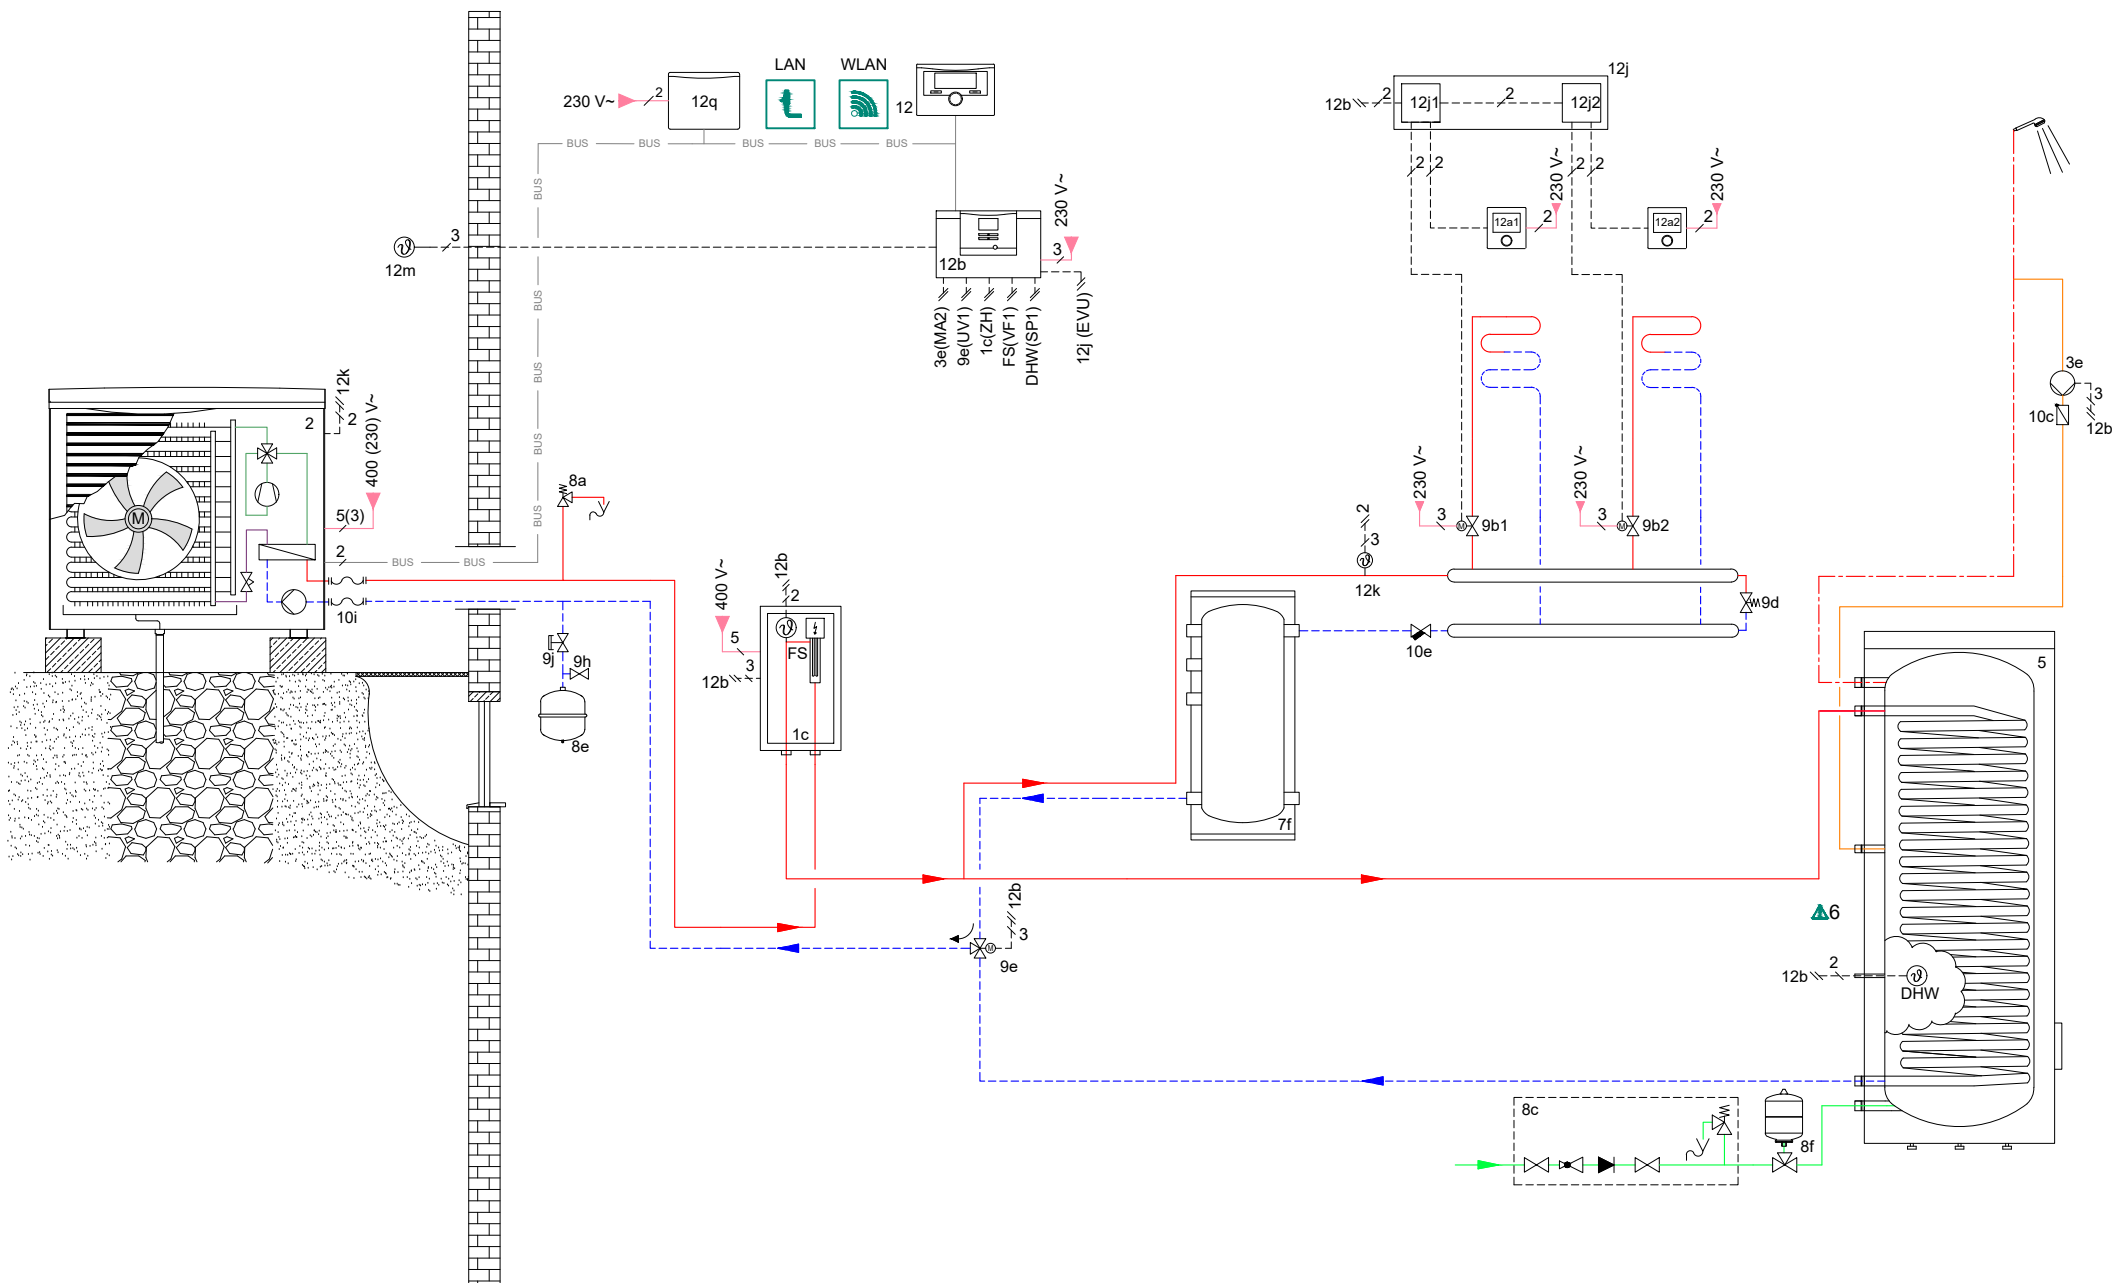 LAN
WLAN
230 V~
2
12q
12
12j
12b
2
12j1
2
12j2
BUS
BUS
BUS
BUS
BUS
BUS
BUS
BUS
BUS
BUS
2
2
230 V~
2
2
230 V~
12a1
2
12a2
2
12m
3
12b
3
230 V~
3e(MA2)
9e(UV1)
1c(ZH)
FS(VF1)
DHW(SP1)
12j (EVU)
3e
3
10c
12b
2
12k
2
400 (230) V~
M
5(3)
2
BUS
BUS
10i
8a
230 V~
3
M
9b1
230 V~
3
M
9b2
2
3
12k
9d
10e
9j
9h
8e
400 V~
5
3
12b
12b
2
FS
1c
7f
5
12b
3
M
9e
6
12b
2
DHW
8c
8f